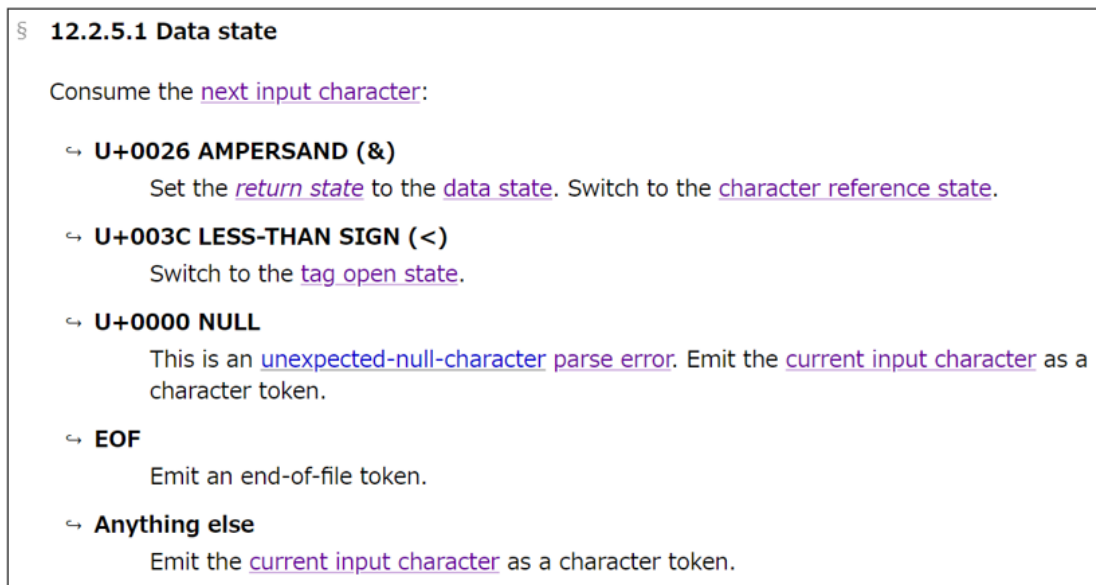 § 12.2.5.1 Data state
Consume the next input character:
↪ U+0026 AMPERSAND (&)
Set the return state to the data state. Switch to the character reference state.
↪ U+003C LESS-THAN SIGN (<)
Switch to the tag open state.
↪ U+0000 NULL
This is an unexpected-null-character parse error. Emit the current input character as a
character token.
↪ EOF
Emit an end-of-file token.
↪ Anything else
Emit the current input character as a character token.